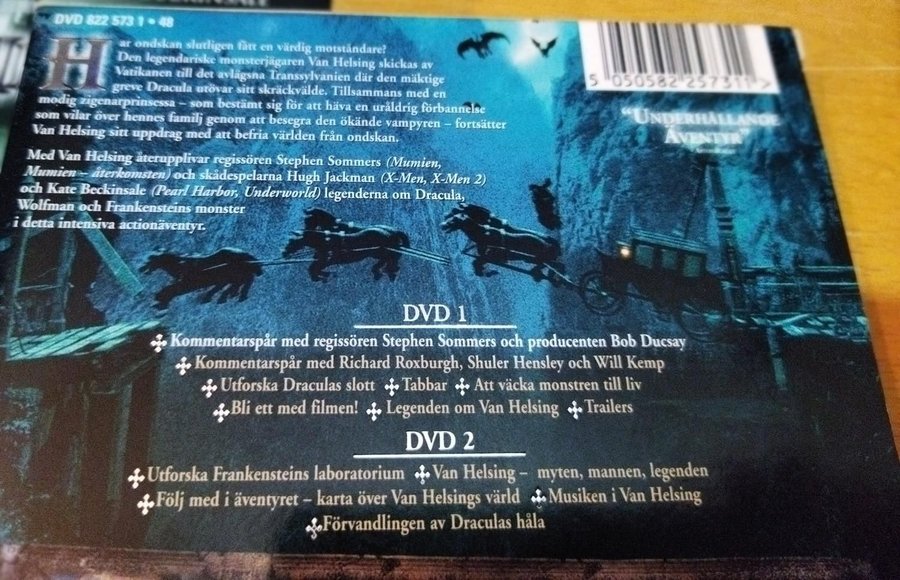 DVD 822 573 1 • 48
Har ondskan slutligen fått en värdig motståndare?
Den legendariske monsterjägaren Van Helsing skickas av
Vatikanen till det avlägsna Transsylvanien där den mäktige
greve Dracula utövar sitt skräckvälde. Tillsammans med en
modig zigenarprinsessa – som bestämt sig för att häva en uråldrig förbannelse
som vilar över hennes familj genom att besegra den ökände vampyren – fortsätter
Van Helsing sitt uppdrag med att befria världen från ondskan.
Med Van Helsing återupplivar regissören Stephen Sommers (Mumien,
Mumien – återkomsten) och skådespelarna Hugh Jackman (X-Men, X-Men 2)
och Kate Beckinsale (Pearl Harbor, Underworld) legenderna om Dracula,
Wolfman och Frankensteins monster
i detta intensiva actionäventyr.
5 050582 257311 >
"UNDERHÅLLANDE
ÄVENTYR"
DVD 1
Kommentarspår med regissören Stephen Sommers och producenten Bob Ducsay
Kommentarspår med Richard Roxburgh, Shuler Hensley och Will Kemp
Utforska Draculas slott Tabbar Att väcka monstren till liv
Bli ett med filmen! Legenden om Van Helsing Trailers
DVD 2
Utforska Frankensteins laboratorium Van Helsing – myten, mannen, legenden
Följ med i äventyret – karta över Van Helsings värld Musiken i Van Helsing
Förvandlingen av Draculas håla